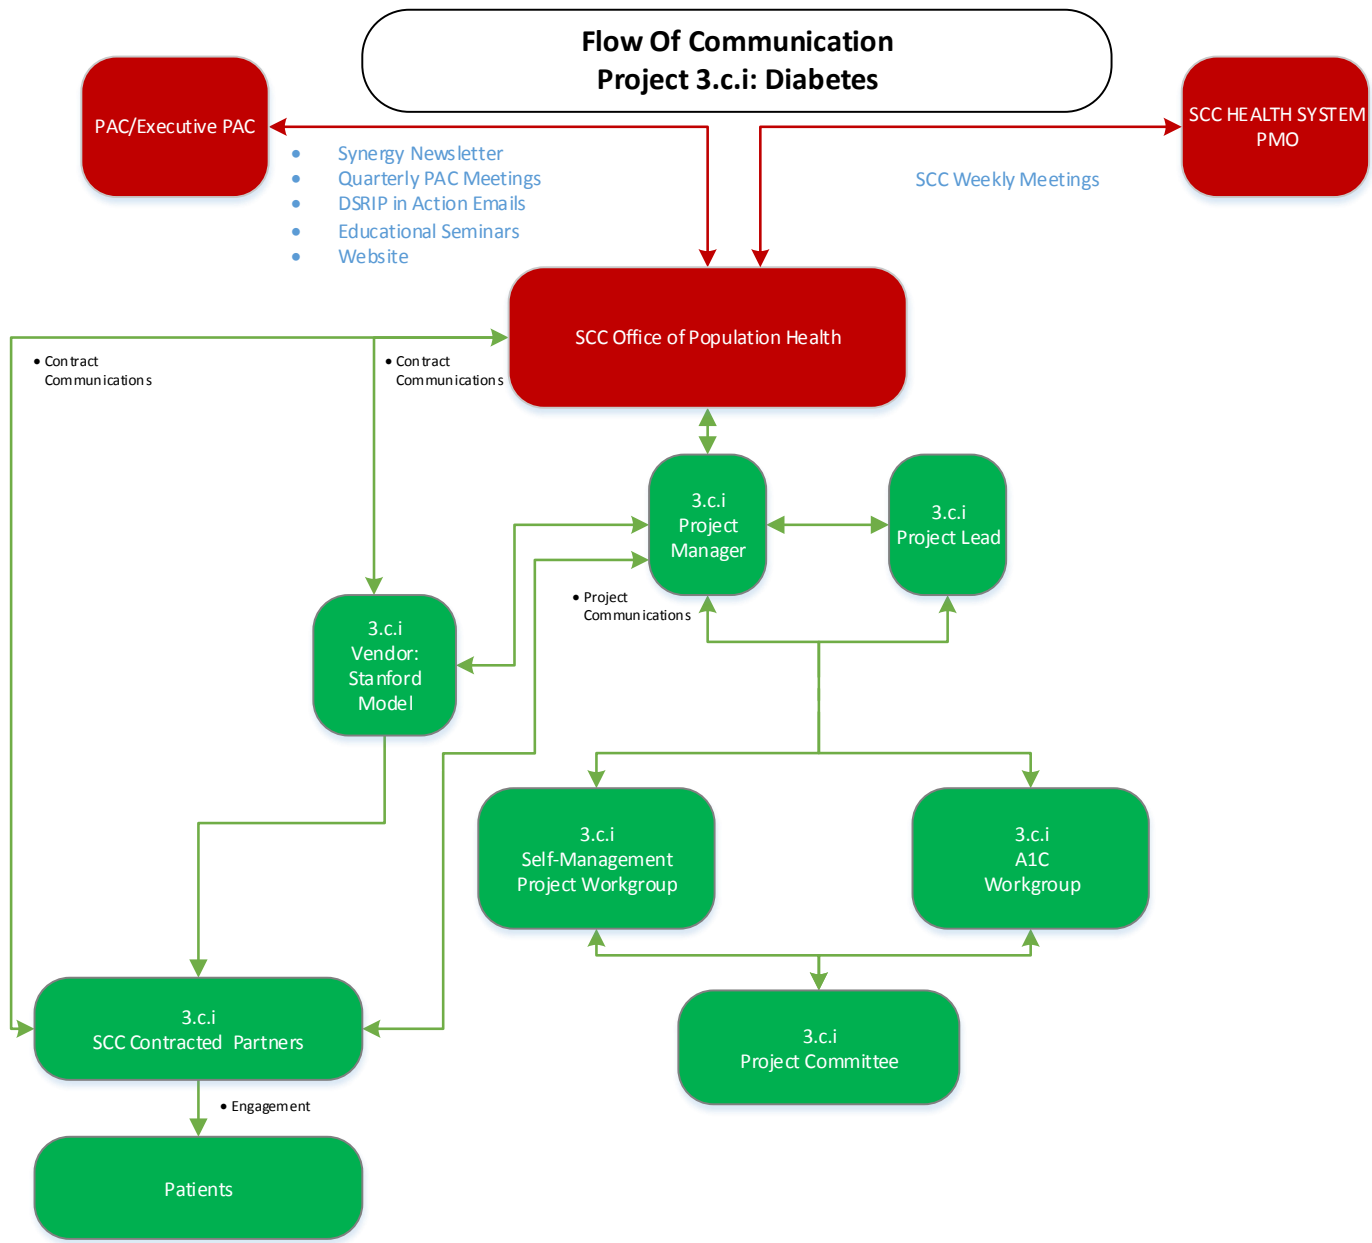 Flow Of Communication
Project 3.c.i: Diabetes
PAC/Executive PAC
SCC HEALTH SYSTEM
PMO
• Synergy Newsletter
• Quarterly PAC Meetings
• DSRIP in Action Emails
• Educational Seminars
• Website
SCC Weekly Meetings
SCC Office of Population Health
• Contract
Communications
• Contract
Communications
3.c.i
Project
Manager
3.c.i
Project Lead
• Project
Communications
3.c.i
Vendor:
Stanford
Model
3.c.i
Self-Management
Project Workgroup
3.c.i
A1C
Workgroup
3.c.i
SCC Contracted Partners
3.c.i
Project Committee
• Engagement
Patients